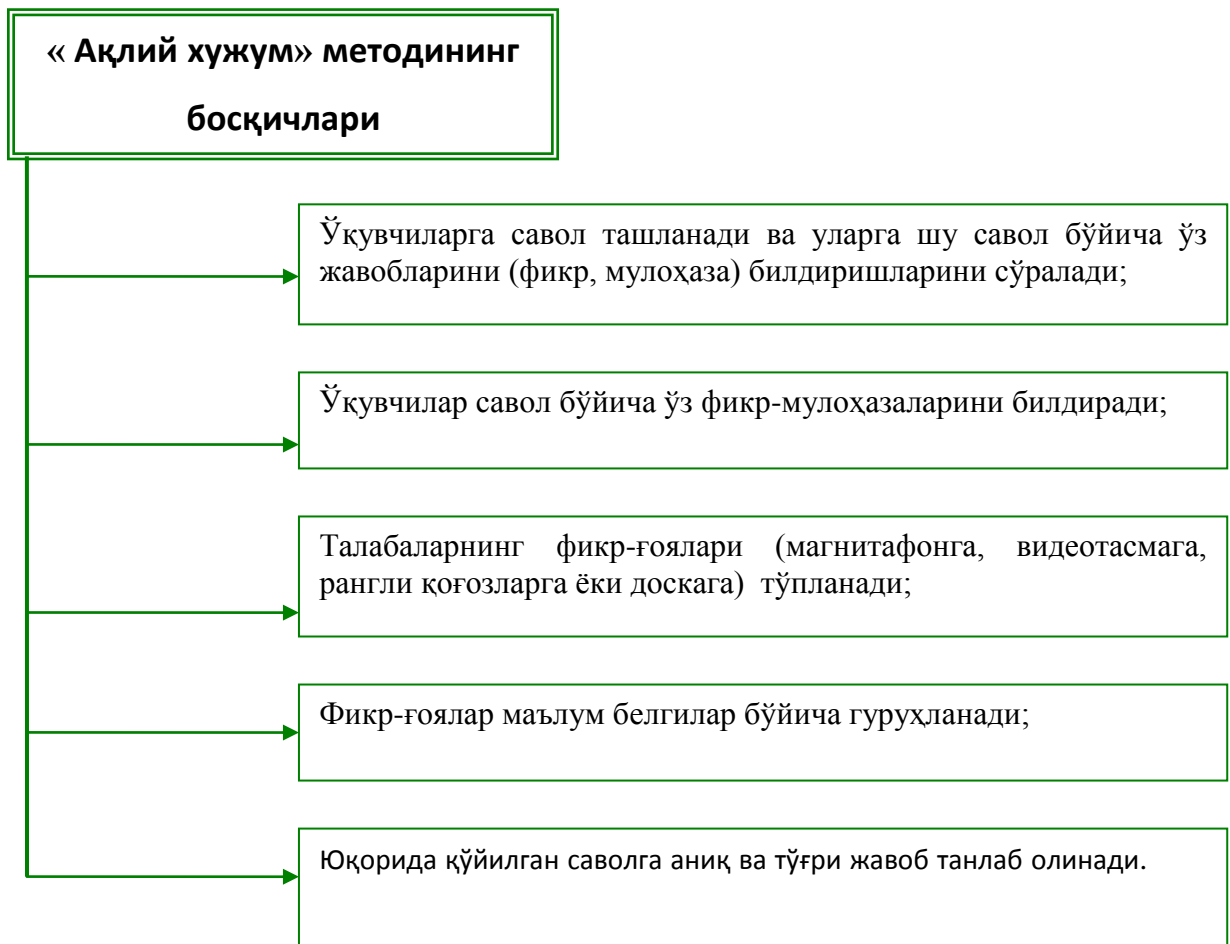 « Ақлий хужум» методининг
босқичлари
Ўқувчиларга савол ташланади ва уларга шу савол бўйича ўз
жавобларини (фикр, мулоҳаза) билдиришларини сўралади;
Ўқувчилар савол бўйича ўз фикр-мулоҳазаларини билдиради;
Талабаларнинг фикр-ғоялари (магнитафонга, видеотасмага,
рангли қоғозларга ёки доскага) тўпланади;
Фикр-ғоялар маълум белгилар бўйича гуруҳланади;
Юқорида қўйилган саволга аниқ ва тўғри жавоб танлаб олинади.